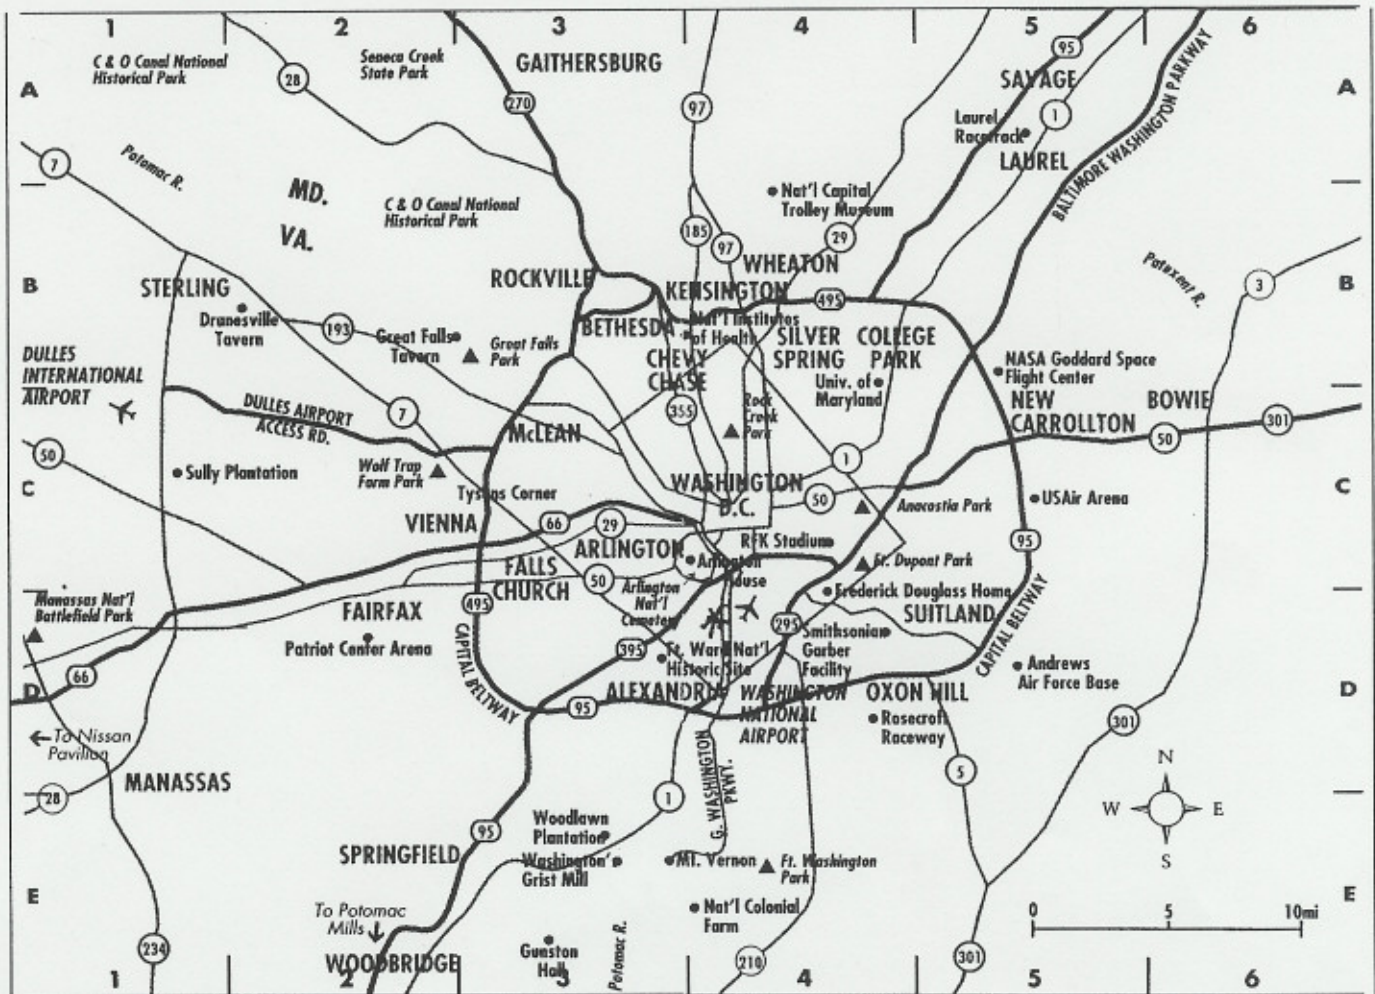 1
2
3
4
5
6
A
A
C & O Canal National
Historical Park
Seneca Creek
State Park
GAITHERSBURG
28
270
97
95
SAVAGE
1
Laurel
Racetrack
LAUREL
BALTIMORE WASHINGTON PARKWAY
7
Potomac R.
MD.
VA.
C & O Canal National
Historical Park
Nat'l Capital
Trolley Museum
185
97
29
WHEATON
ROCKVILLE
KENSINGTON
495
Patuxent R.
3
B
B
STERLING
Dranesville
Tavern
193
Great Falls
Tavern
Great Falls
Park
BETHESDA
Nat'l Institutes
of Health
CHEVY
CHASE
SILVER
SPRING
COLLEGE
PARK
Univ. of
Maryland
NASA Goddard Space
Flight Center
DULLES
INTERNATIONAL
AIRPORT
DULLES AIRPORT
ACCESS RD.
7
McLEAN
355
Rock
Creek
Park
NEW
CARROLLTON
BOWIE
50
301
50
1
C
C
Sully Plantation
Wolf Trap
Farm Park
Tysons Corner
WASHINGTON
D.C.
50
Anacostia Park
USAir Arena
VIENNA
66
29
ARLINGTON
RFK Stadium
95
Arlington
House
Ft. Dupont Park
FALLS
CHURCH
50
Arlington
Nat'l
Cemetery
Frederick Douglass Home
SUITLAND
Manassas Nat'l
Battlefield Park
FAIRFAX
495
Patriot Center Arena
CAPITAL BELTWAY
395
Ft. Ward Nat'l
Historic Site
295
Smithsonian
Garber
Facility
CAPITAL BELTWAY
Andrews
Air Force Base
D
D
66
ALEXANDRIA
95
WASHINGTON
NATIONAL
AIRPORT
OXON HILL
Rosecroft
Raceway
301
To Nissan
Pavilion
MANASSAS
28
1
G. WASHINGTON
PKWY.
5
N
W
E
S
95
Woodlawn
Plantation
SPRINGFIELD
Washington's
Grist Mill
Mt. Vernon
Ft. Washington
Park
E
E
To Potomac
Mills
Nat'l Colonial
Farm
0
5
10mi
234
WOODBRIDGE
Gunston
Hall
Potomac R.
210
301
1
2
3
4
5
6